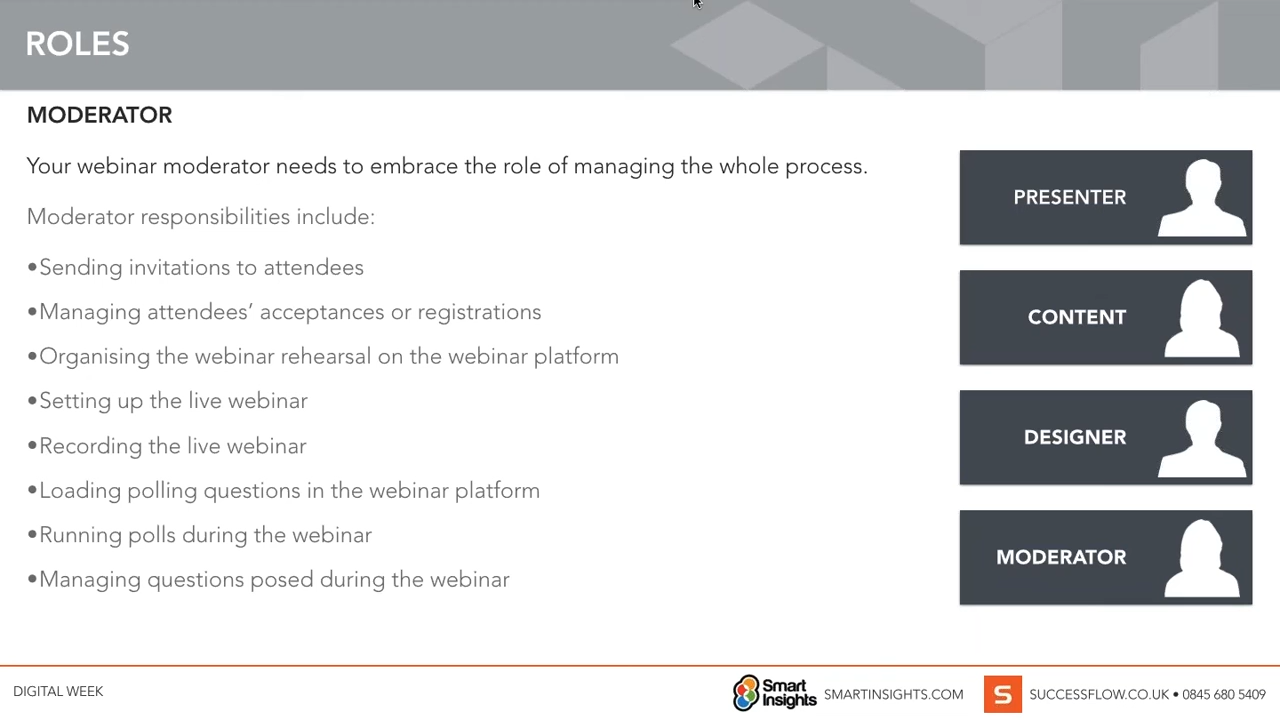 ROLES
MODERATOR
Your webinar moderator needs to embrace the role of managing the whole process.
Moderator responsibilities include:
•Sending invitations to attendees
•Managing attendees’ acceptances or registrations
•Organising the webinar rehearsal on the webinar platform
•Setting up the live webinar
•Recording the live webinar
•Loading polling questions in the webinar platform
•Running polls during the webinar
•Managing questions posed during the webinar
PRESENTER
CONTENT
DESIGNER
MODERATOR
DIGITAL WEEK
Smart
Insights
SMARTINSIGHTS.COM
S
SUCCESSFLOW.CO.UK • 0845 680 5409